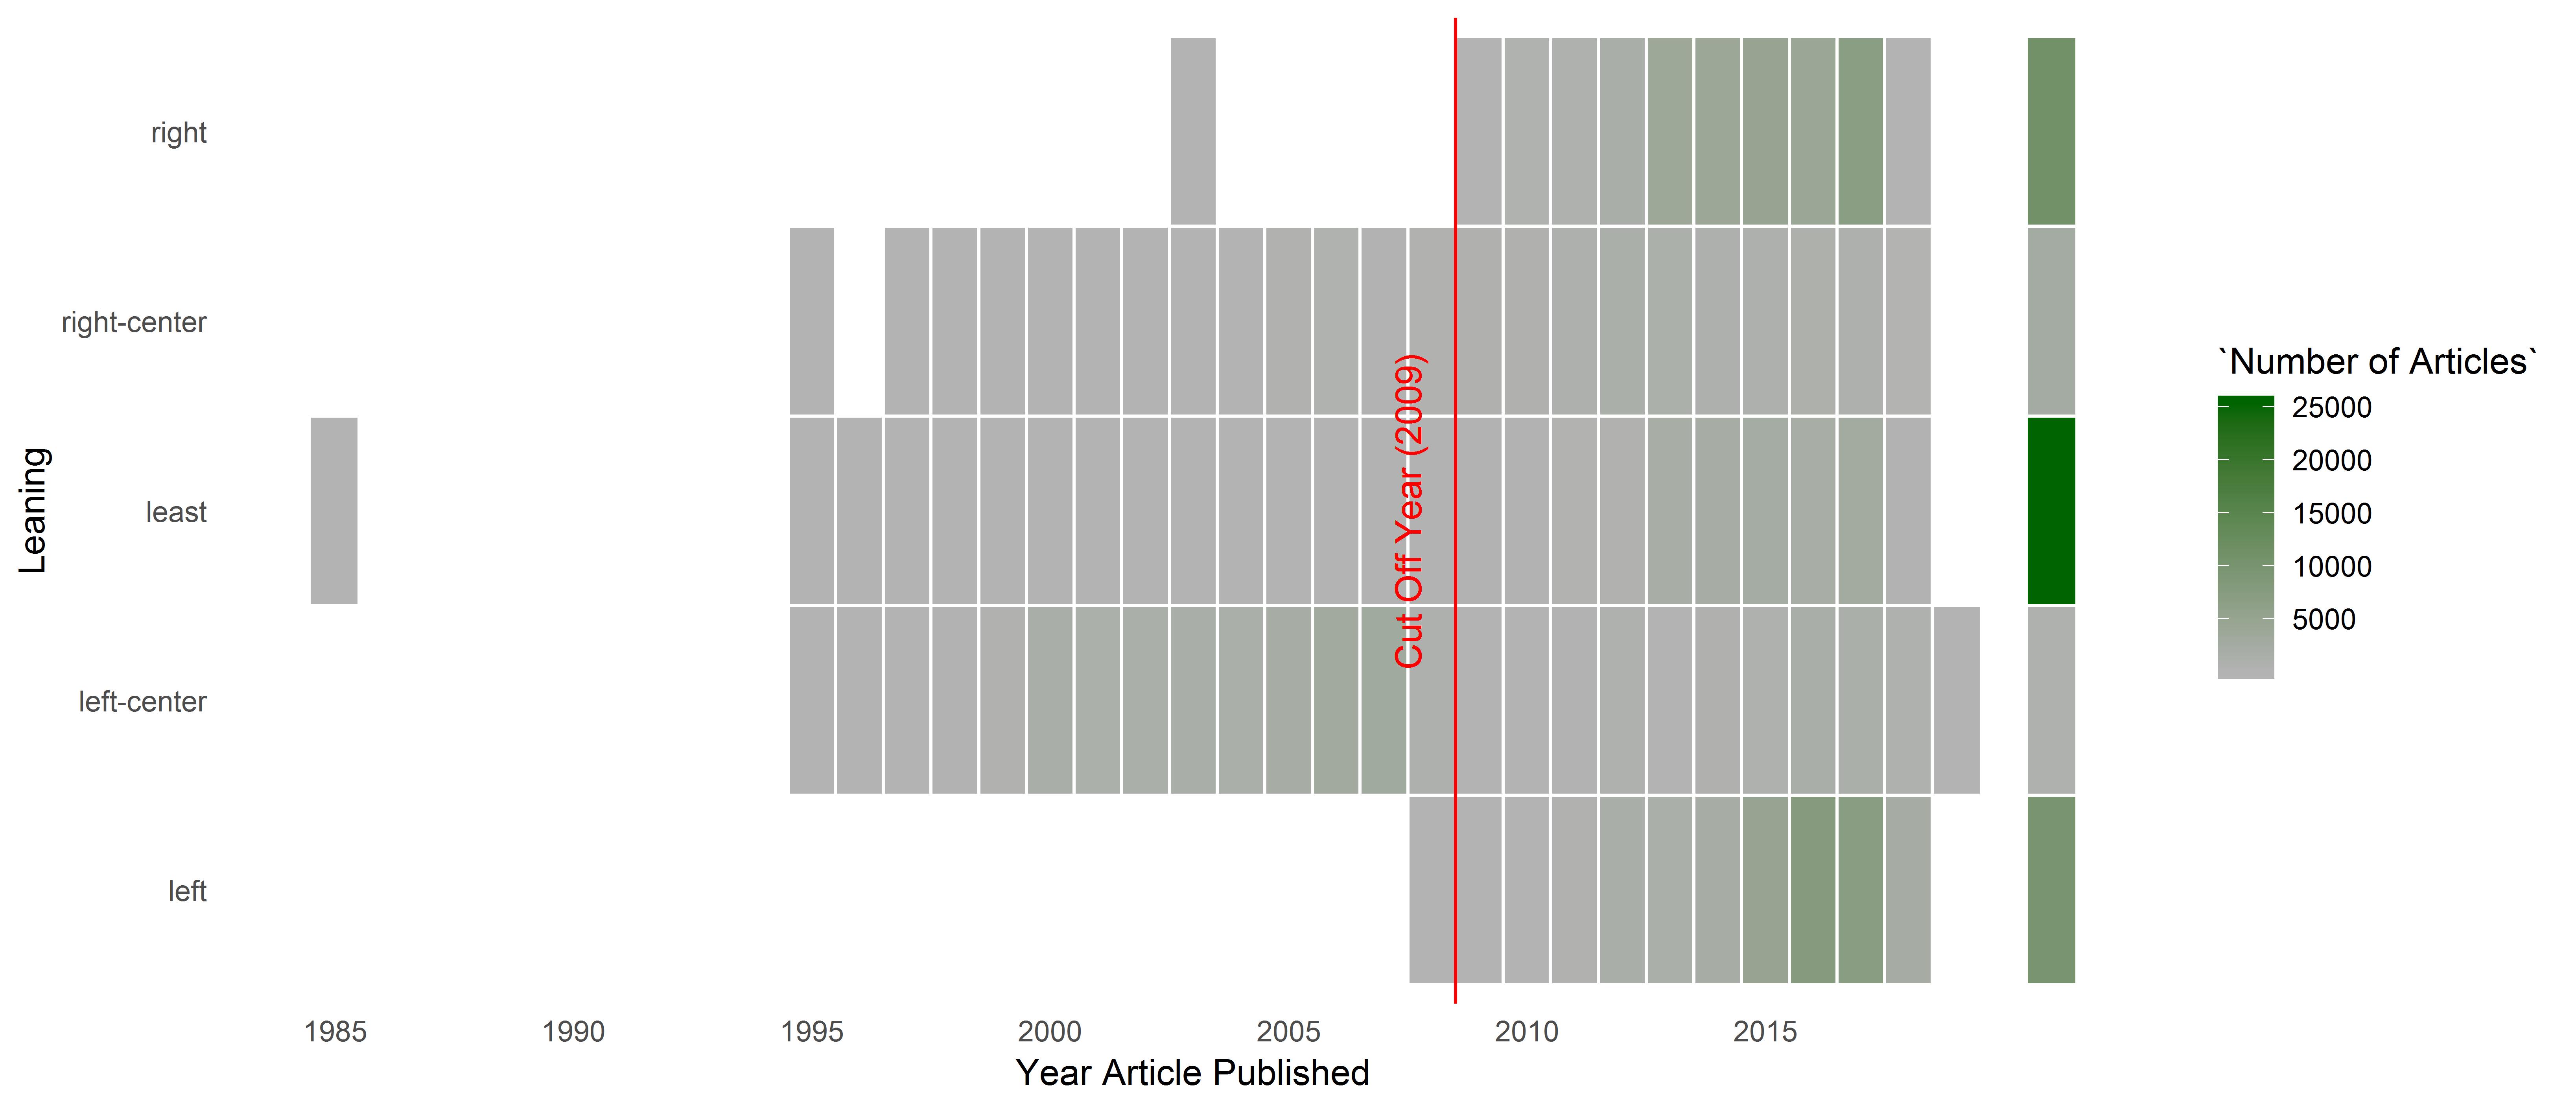 right
right-center
least
left-center
left
Leaning
Cut Off Year (2009)
1985 1990 1995 2000 2005 2010 2015
Year Article Published
`Number of Articles`
25000
20000
15000
10000
5000